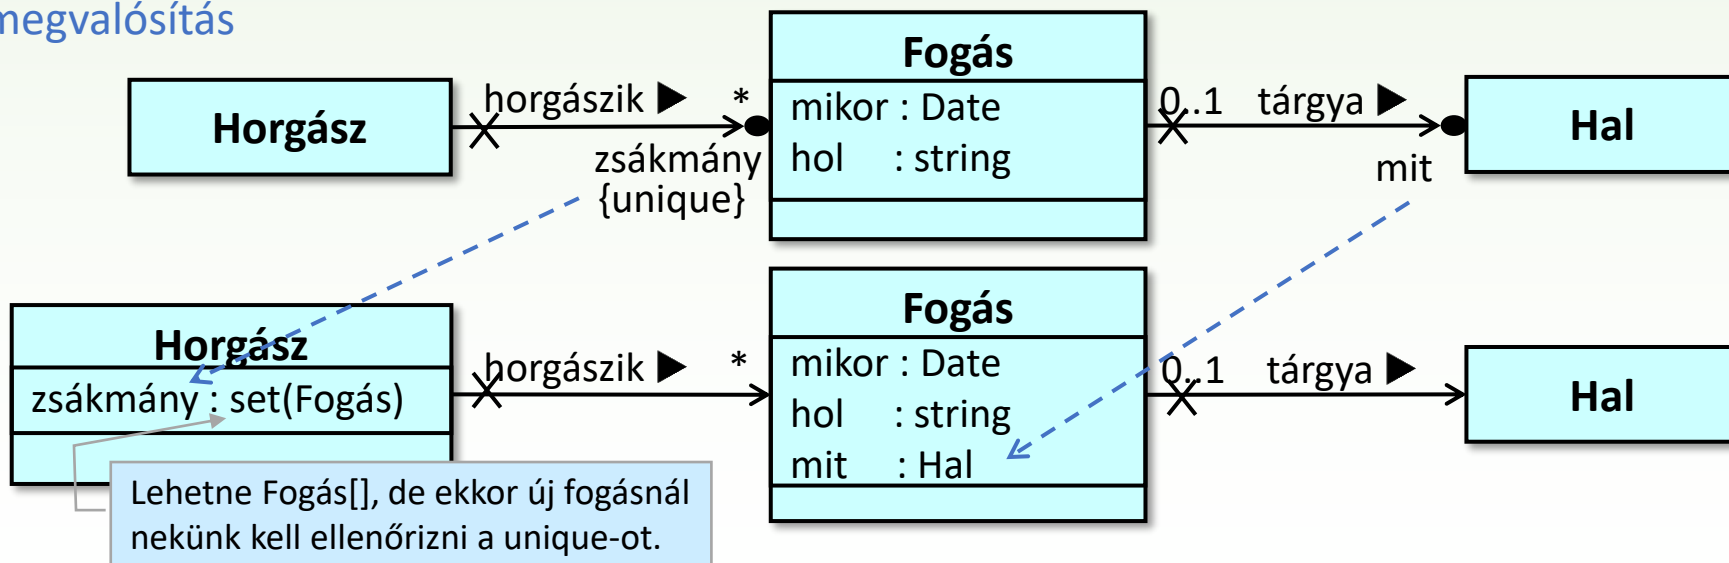 megvalósítás
Fogás
Horgász
horgászik ▶ *
zsákmány
{unique}
mikor : Date
hol : string
0..1 tárgya ▶
mit
Hal
Horgász
zsákmány : set(Fogás)
horgászik ▶ *
Fogás
mikor : Date
hol : string
mit : Hal
0..1 tárgya ▶
Hal
Lehetne Fogás[], de ekkor új fogásnál
nekünk kell ellenőrizni a unique-ot.